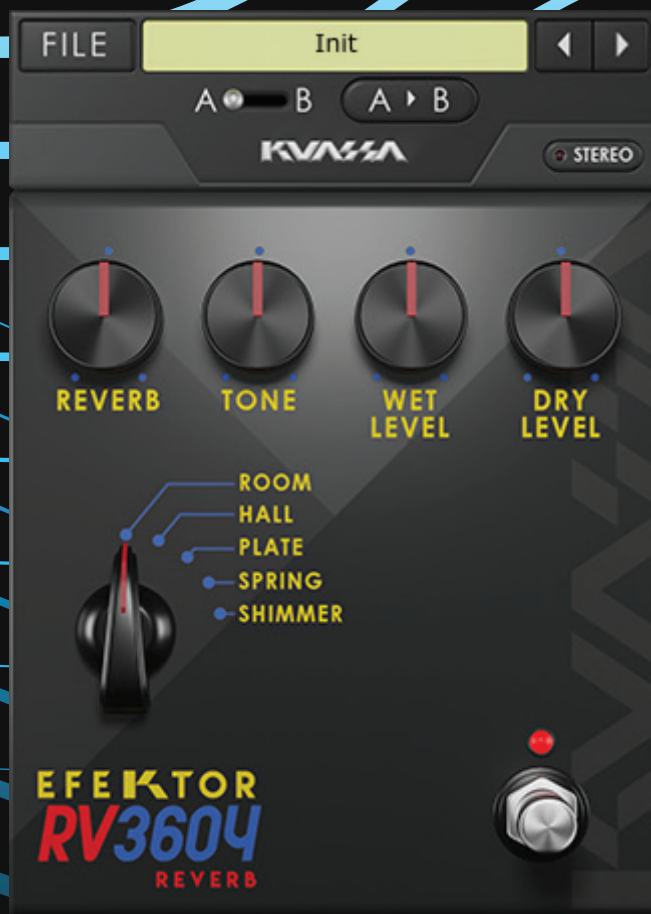 FILE
Init
A B
A B
KVASSA
STEREO
REVERB
TONE
WET
LEVEL
DRY
LEVEL
ROOM
HALL
PLATE
SPRING
SHIMMER
EFEKTOR
RV3604
REVERB